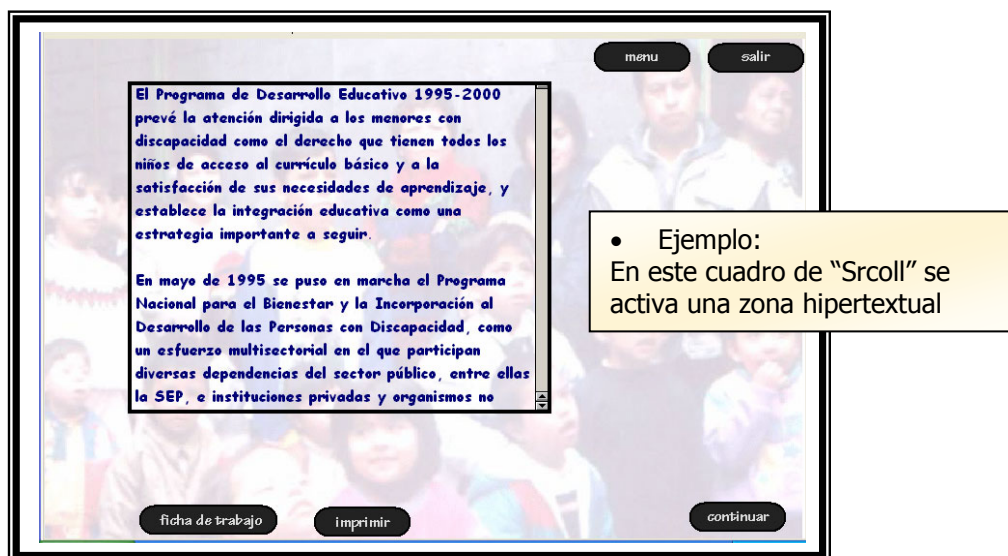 menu
salir
El Programa de Desarrollo Educativo 1995-2000
prevé la atención dirigida a los menores con
discapacidad como el derecho que tienen todos los
niños de acceso al currículo básico y a la
satisfacción de sus necesidades de aprendizaje, y
establece la integración educativa como una
estrategia importante a seguir.
En mayo de 1995 se puso en marcha el Programa
Nacional para el Bienestar y la Incorporación al
Desarrollo de las Personas con Discapacidad, como
un esfuerzo multisectorial en el que participan
diversas dependencias del sector público, entre ellas
la SEP, e instituciones privadas y organismos no
• Ejemplo:
En este cuadro de “Srcoll” se
activa una zona hipertextual
ficha de trabajo
imprimir
continuar